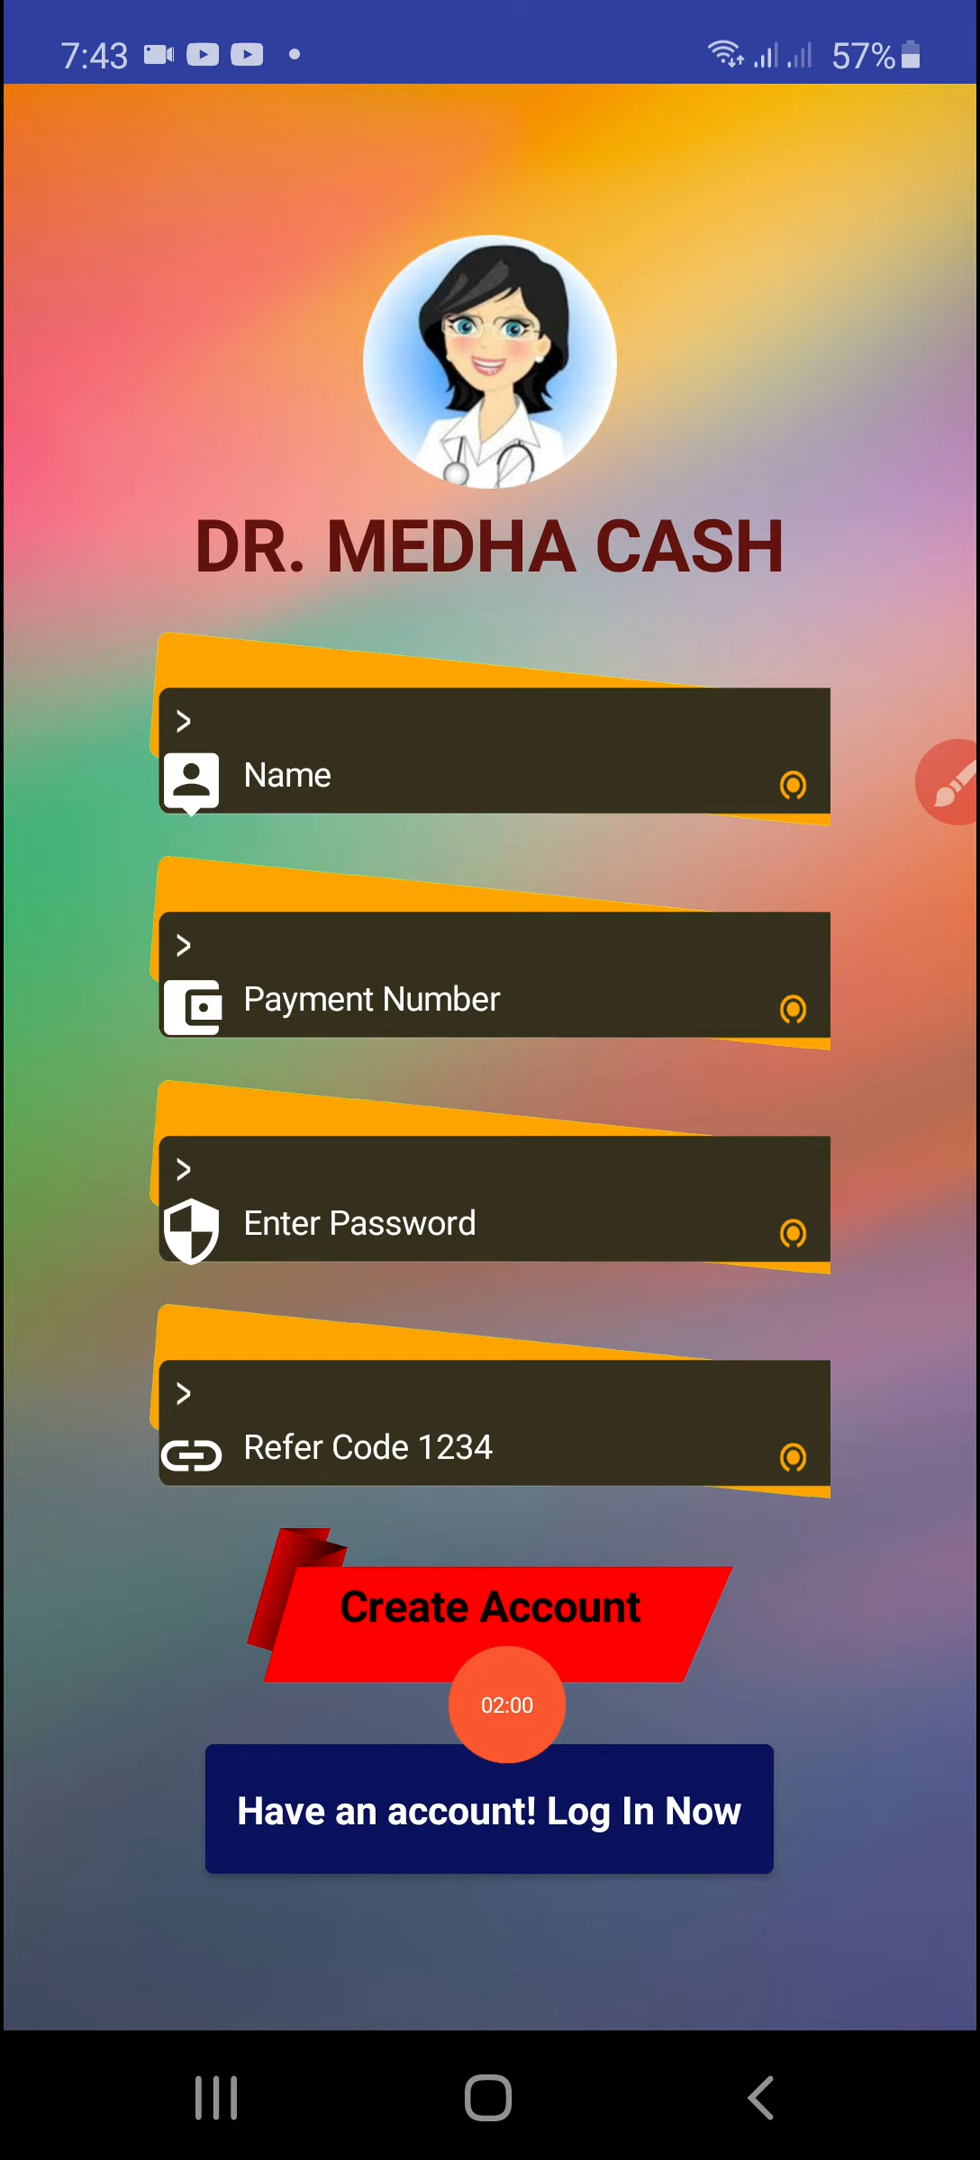 7:43
57%
DR. MEDHA CASH
>
Name
>
Payment Number
>
Enter Password
>
Refer Code 1234
Create Account
02:00
Have an account! Log In Now